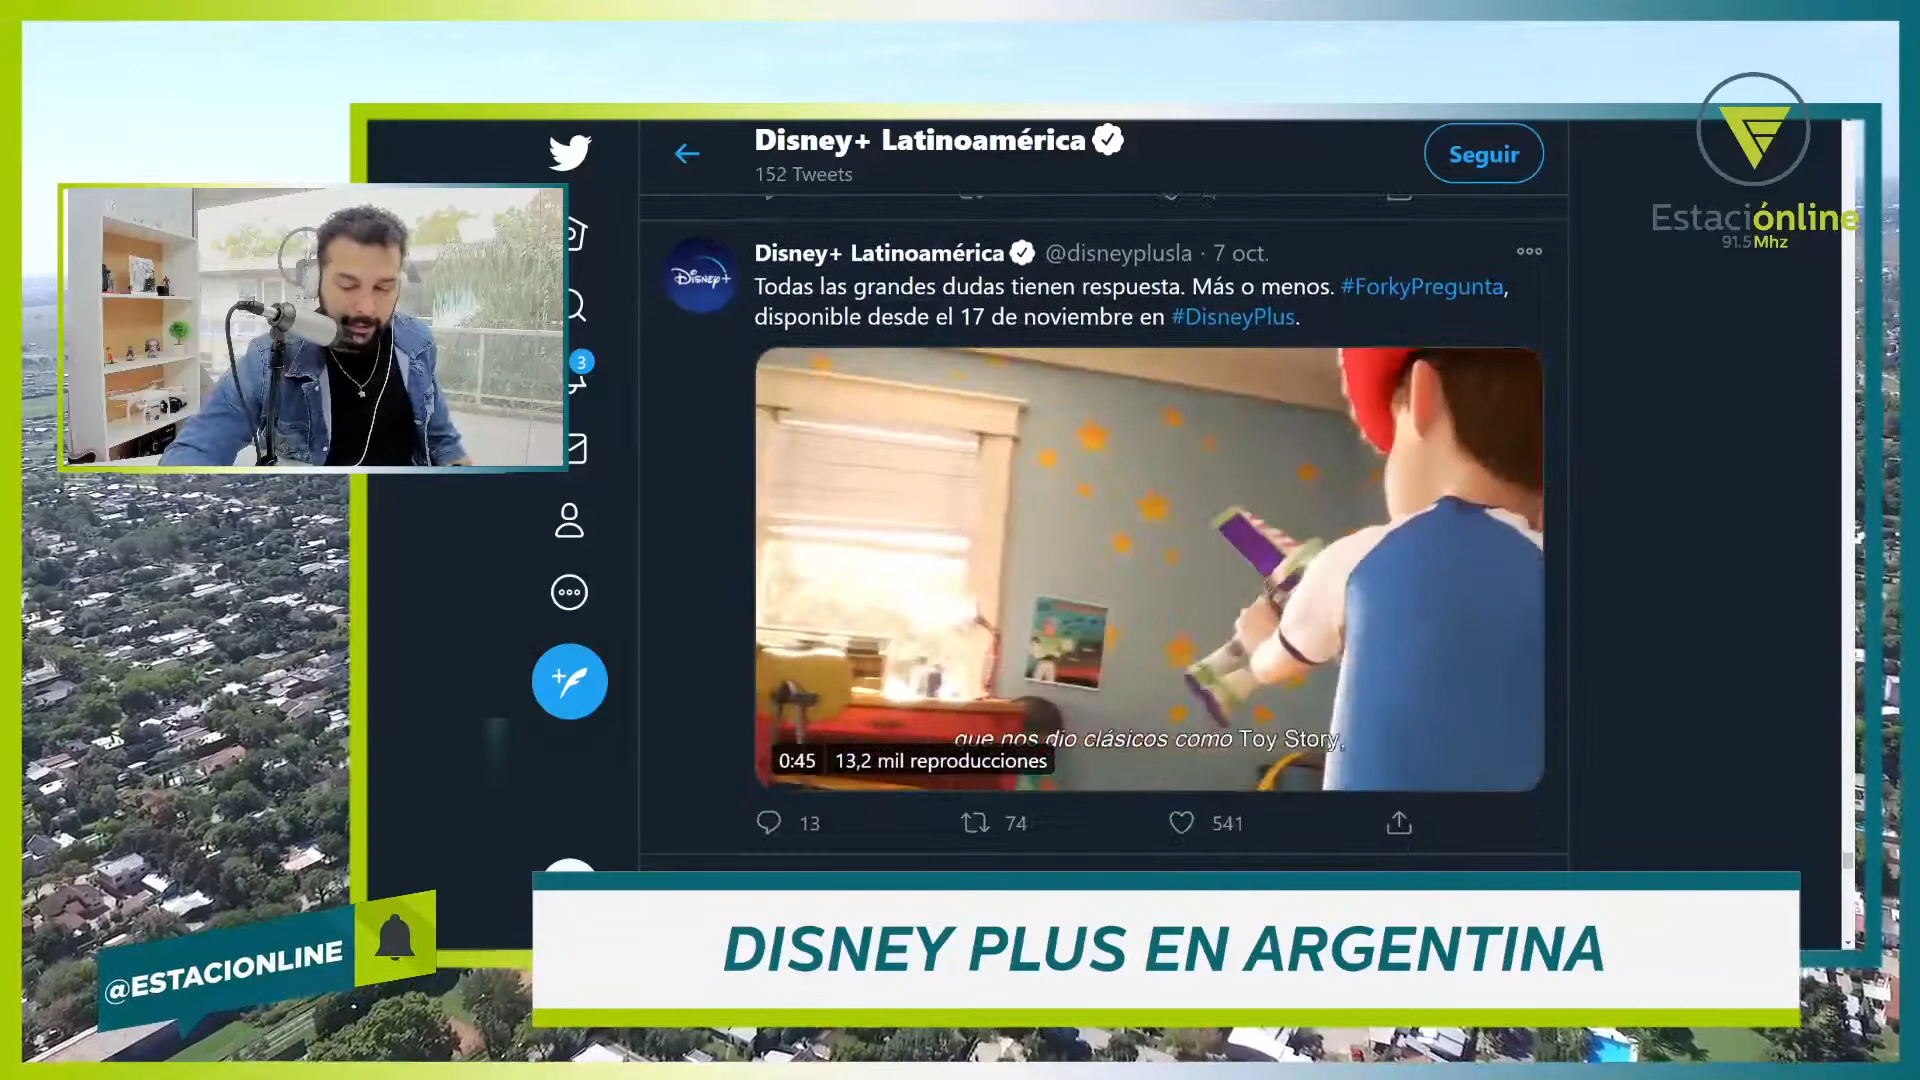 Disney+ Latinoamérica
152 Tweets
Seguir
Estaciónline
91.5 Mhz
Disney+ Latinoamérica @disneyplusla · 7 oct.
Disney+
Todas las grandes dudas tienen respuesta. Más o menos. #ForkyPregunta,
disponible desde el 17 de noviembre en #DisneyPlus.
3
que nos dio clásicos como Toy Story,
0:45 13,2 mil reproducciones
13 74 541
@ESTACIONLINE
DISNEY PLUS EN ARGENTINA